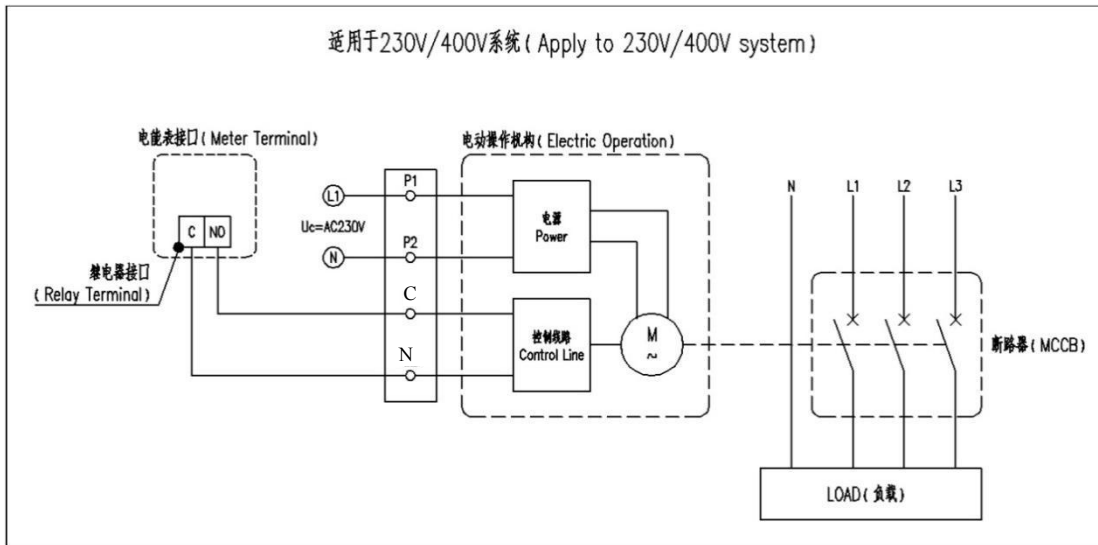 适用于230V/400V系统(Apply to 230V/400V system)
电能表接口(Meter Terminal)
电动操作机构(Electric Operation)
C NO
继电器接口
(Relay Terminal)
L1
Uc=AC230V
N
P1
P2
C
N
电源
Power
控制线路
Control Line
M
~
N L1 L2 L3
断路器(MCCB)
LOAD(负载)